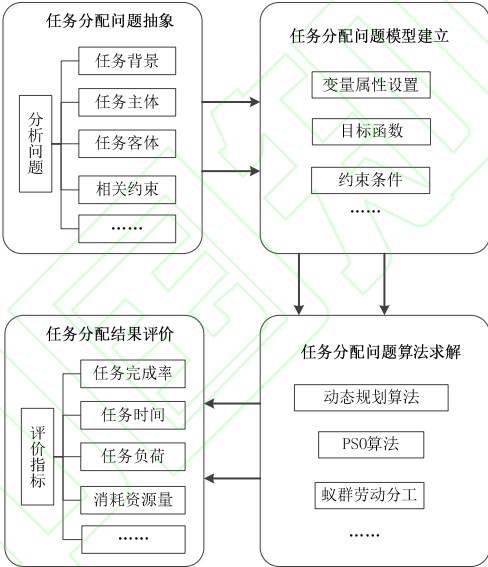 任务分配问题抽象
分析问题
任务背景
任务主体
任务客体
相关约束
……
任务分配问题模型建立
变量属性设置
目标函数
约束条件
……
任务分配问题算法求解
动态规划算法
PSO算法
蚁群劳动分工
……
任务分配结果评价
评价指标
任务完成率
任务时间
任务负荷
消耗资源量
……